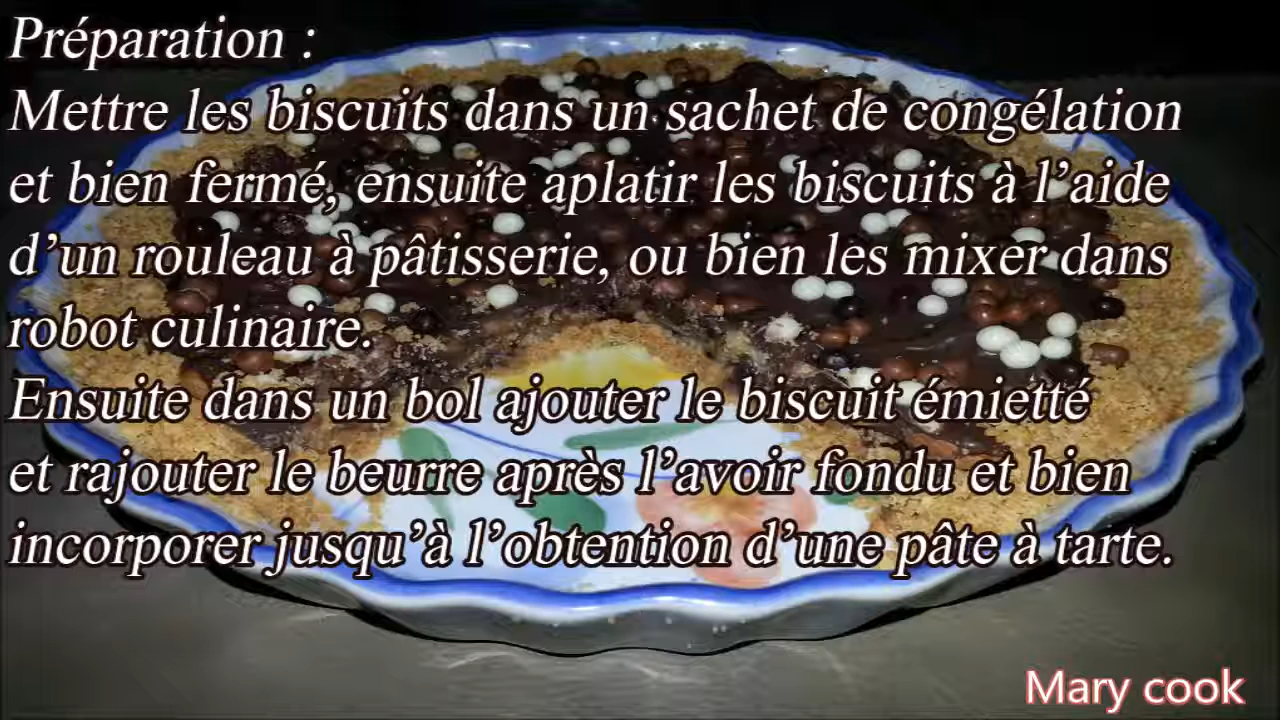 Préparation :
Mettre les biscuits dans un sachet de congélation
et bien fermé, ensuite aplatir les biscuits à l’aide
d’un rouleau à pâtisserie, ou bien les mixer dans
robot culinaire.
Ensuite dans un bol ajouter le biscuit émietté
et rajouter le beurre après l’avoir fondu et bien
incorporer jusqu’à l’obtention d’une pâte à tarte.
Mary cook